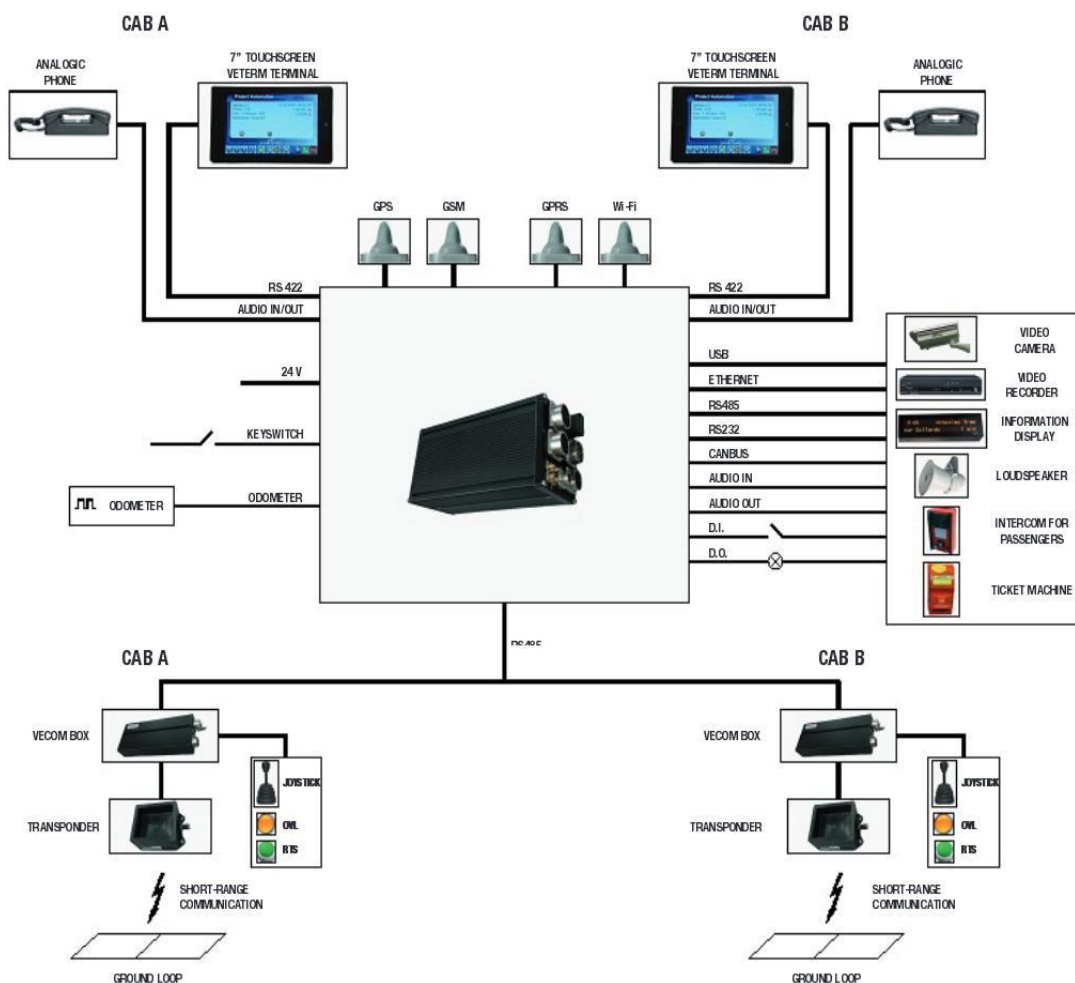 CAB A
CAB B
ANALOGIC
PHONE
7" TOUCHSCREEN
VETERM TERMINAL
7" TOUCHSCREEN
VETERM TERMINAL
ANALOGIC
PHONE
GPS
GSM
GPRS
Wi-Fi
RS 422
AUDIO IN/OUT
24 V
KEYSWITCH
ODOMETER
ODOMETER
RS 422
AUDIO IN/OUT
USB
ETHERNET
RS485
RS232
CANBUS
AUDIO IN
AUDIO OUT
D.I.
D.O.
VIDEO
CAMERA
VIDEO
RECORDER
INFORMATION
DISPLAY
LOUDSPEAKER
INTERCOM FOR
PASSENGERS
TICKET MACHINE
RS485
CAB A
CAB B
VECOM BOX
JOYSTICK
OVL
RTS
TRANSPONDER
SHORT-RANGE
COMMUNICATION
GROUND LOOP
VECOM BOX
JOYSTICK
OVL
RTS
TRANSPONDER
SHORT-RANGE
COMMUNICATION
GROUND LOOP